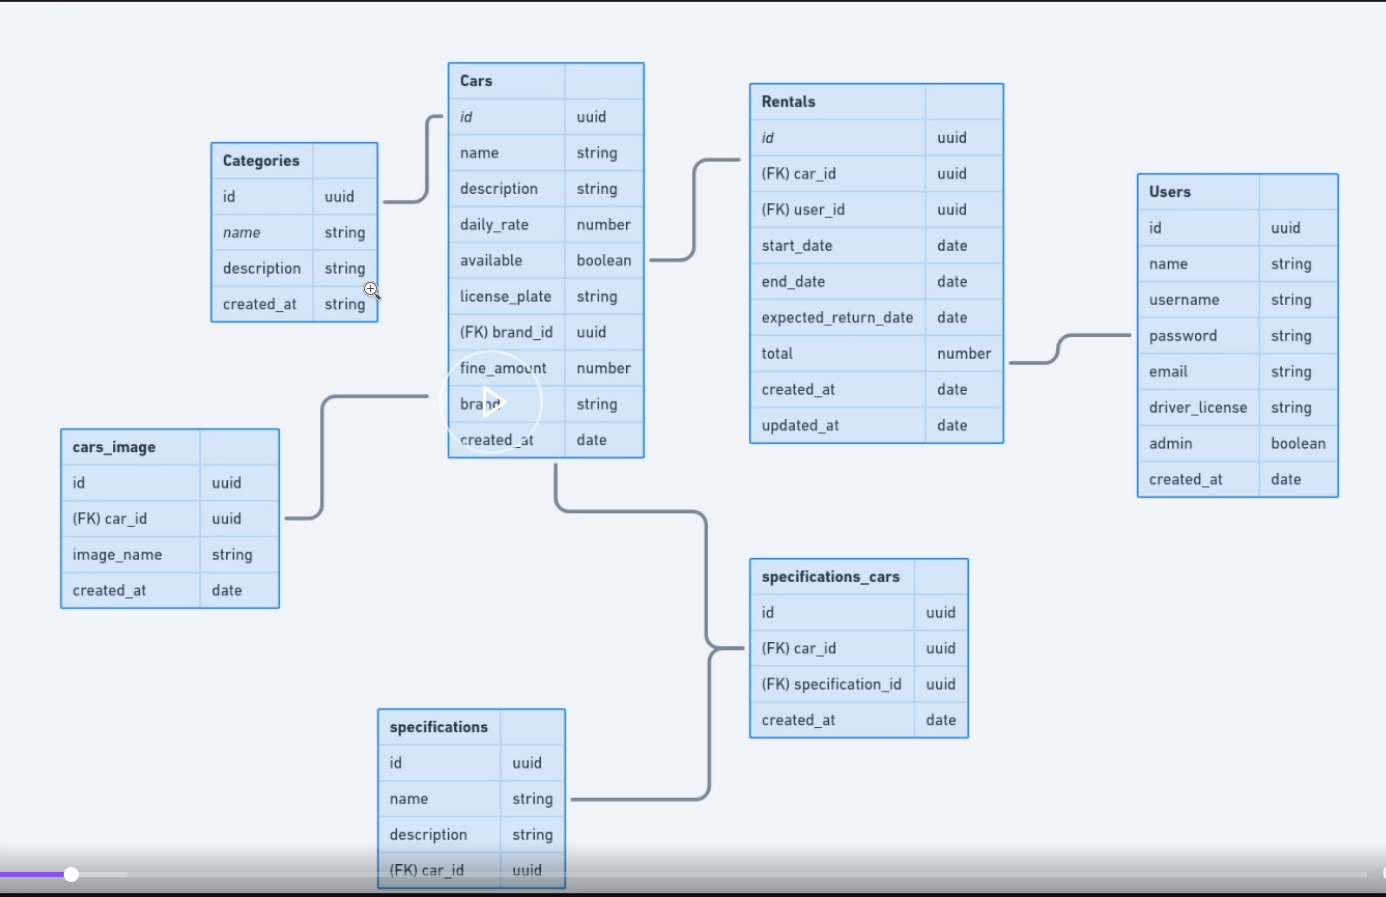 Categories
id uuid
name string
description string
created_at string
Cars
id uuid
name string
description string
daily_rate number
available boolean
license_plate string
(FK) brand_id uuid
fine_amount number
brand string
created_at date
Rentals
id uuid
(FK) car_id uuid
(FK) user_id uuid
start_date date
end_date date
expected_return_date date
total number
created_at date
updated_at date
Users
id uuid
name string
username string
password string
email string
driver_license string
admin boolean
created_at date
cars_image
id uuid
(FK) car_id uuid
image_name string
created_at date
specifications_cars
id uuid
(FK) car_id uuid
(FK) specification_id uuid
created_at date
specifications
id uuid
name string
description string
(FK) car_id uuid